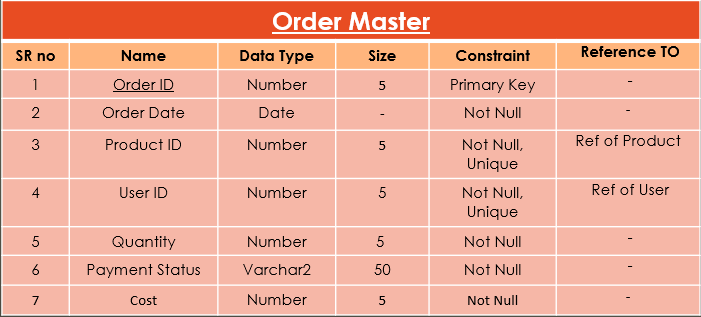 Order Master
SR no Name Data Type Size Constraint Reference TO
1 Order ID Number 5 Primary Key -
2 Order Date Date - Not Null -
3 Product ID Number 5 Not Null, Unique Ref of Product
4 User ID Number 5 Not Null, Unique Ref of User
5 Quantity Number 5 Not Null -
6 Payment Status Varchar2 50 Not Null -
7 Cost Number 5 Not Null -